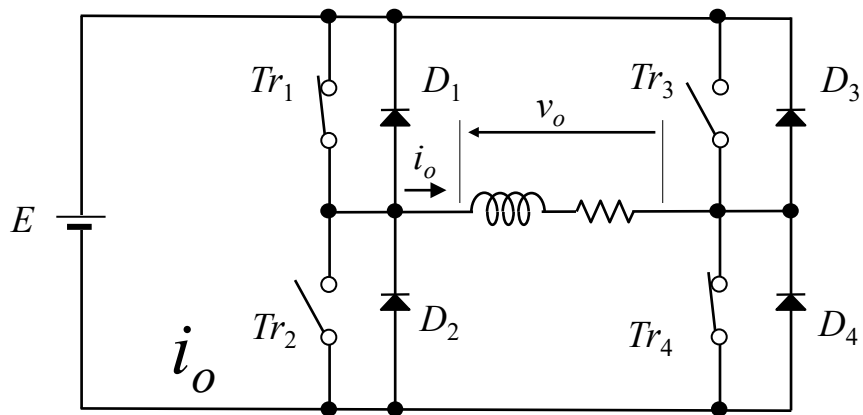 Tr₁
D₁
Tr₃
D₃
vₒ
iₒ
E
Tr₂
D₂
Tr₄
D₄
iₒ